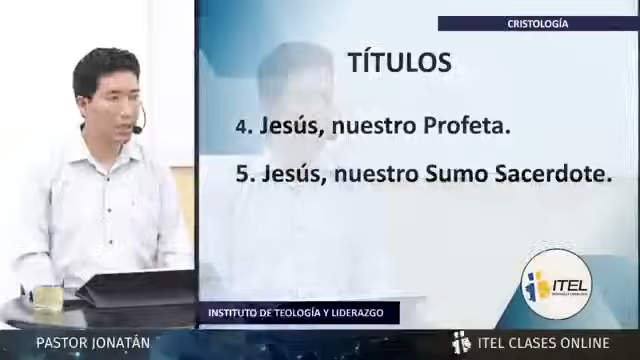 CRISTOLOGÍA
TÍTULOS
4. Jesús, nuestro Profeta.
5. Jesús, nuestro Sumo Sacerdote.
ITEL
INSTITUTO DE TEOLOGÍA Y LIDERAZGO
PASTOR JONATÁN
ITEL CLASES ONLINE